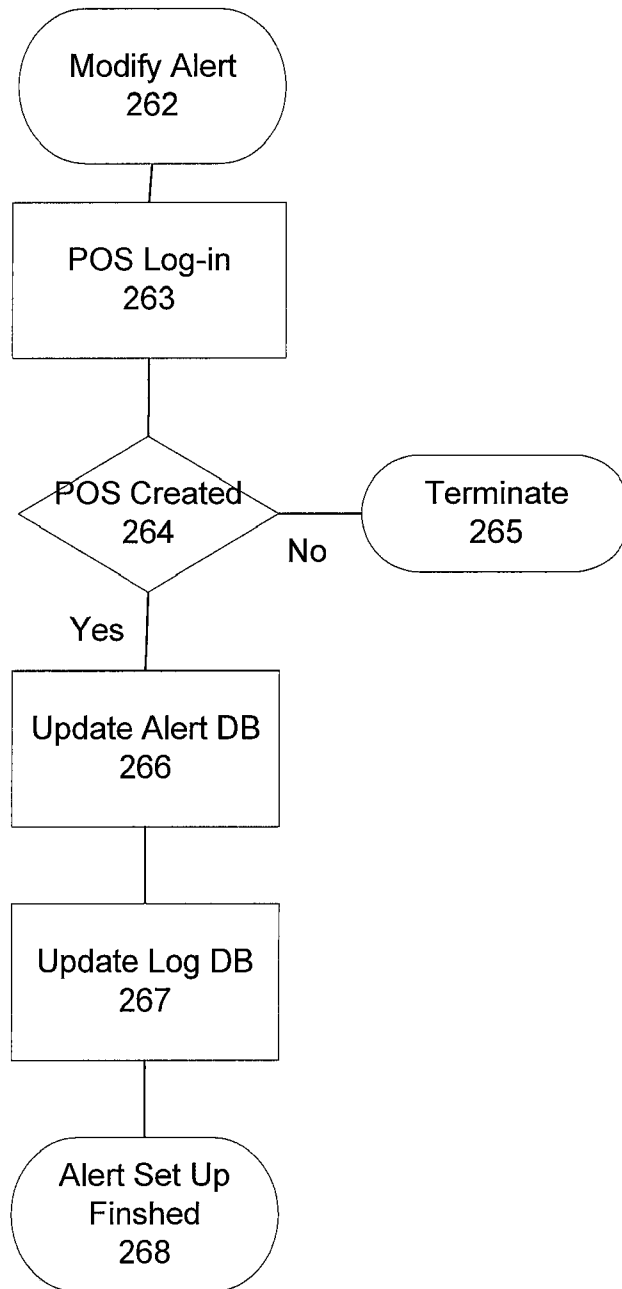 Modify Alert
262
POS Log-in
263
POS Created
264
Terminate
265
No
Yes
Update Alert DB
266
Update Log DB
267
Alert Set Up
Finshed
268